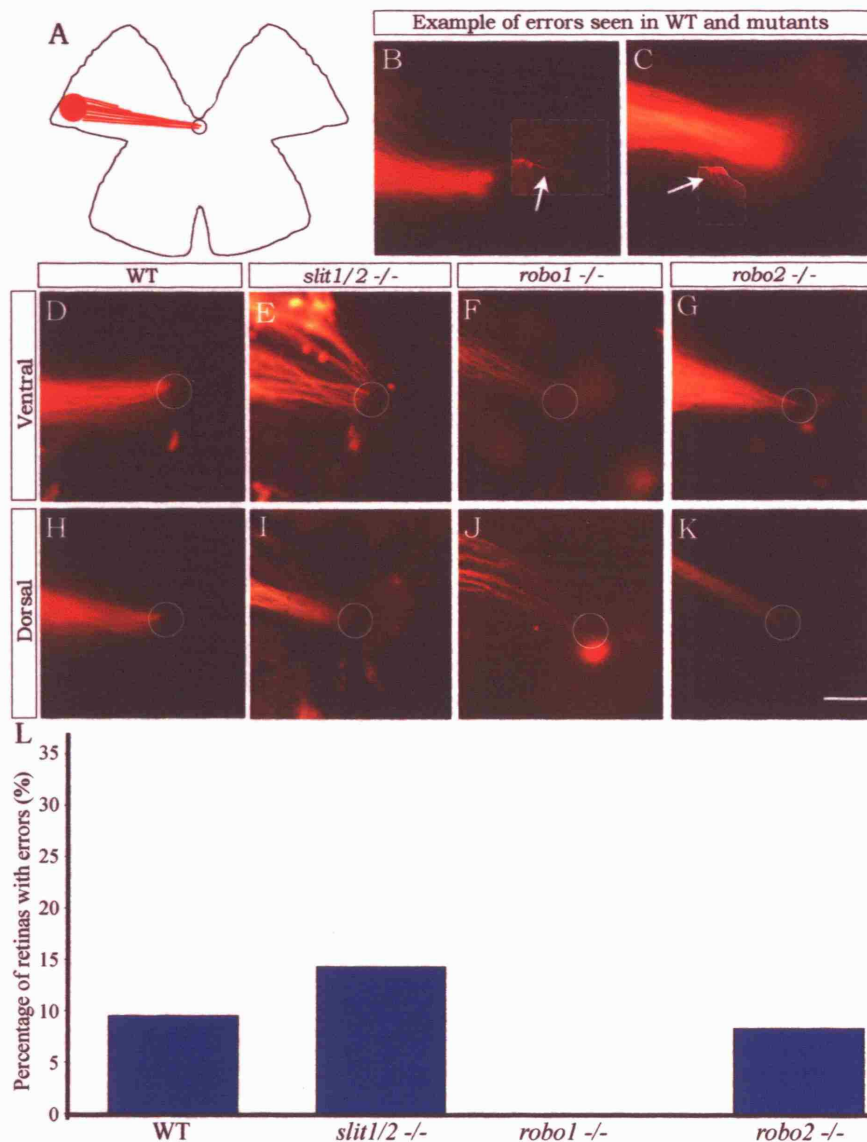 A
Example of errors seen in WT and mutants
B
C
WT
slit1/2 -/-
robo1 -/-
robo2 -/-
Ventral
D
E
F
G
Dorsal
H
I
J
K
L
Percentage of retinas with errors (%)
35
30
25
20
15
10
5
0
WT
slit1/2 -/-
robo1 -/-
robo2 -/-